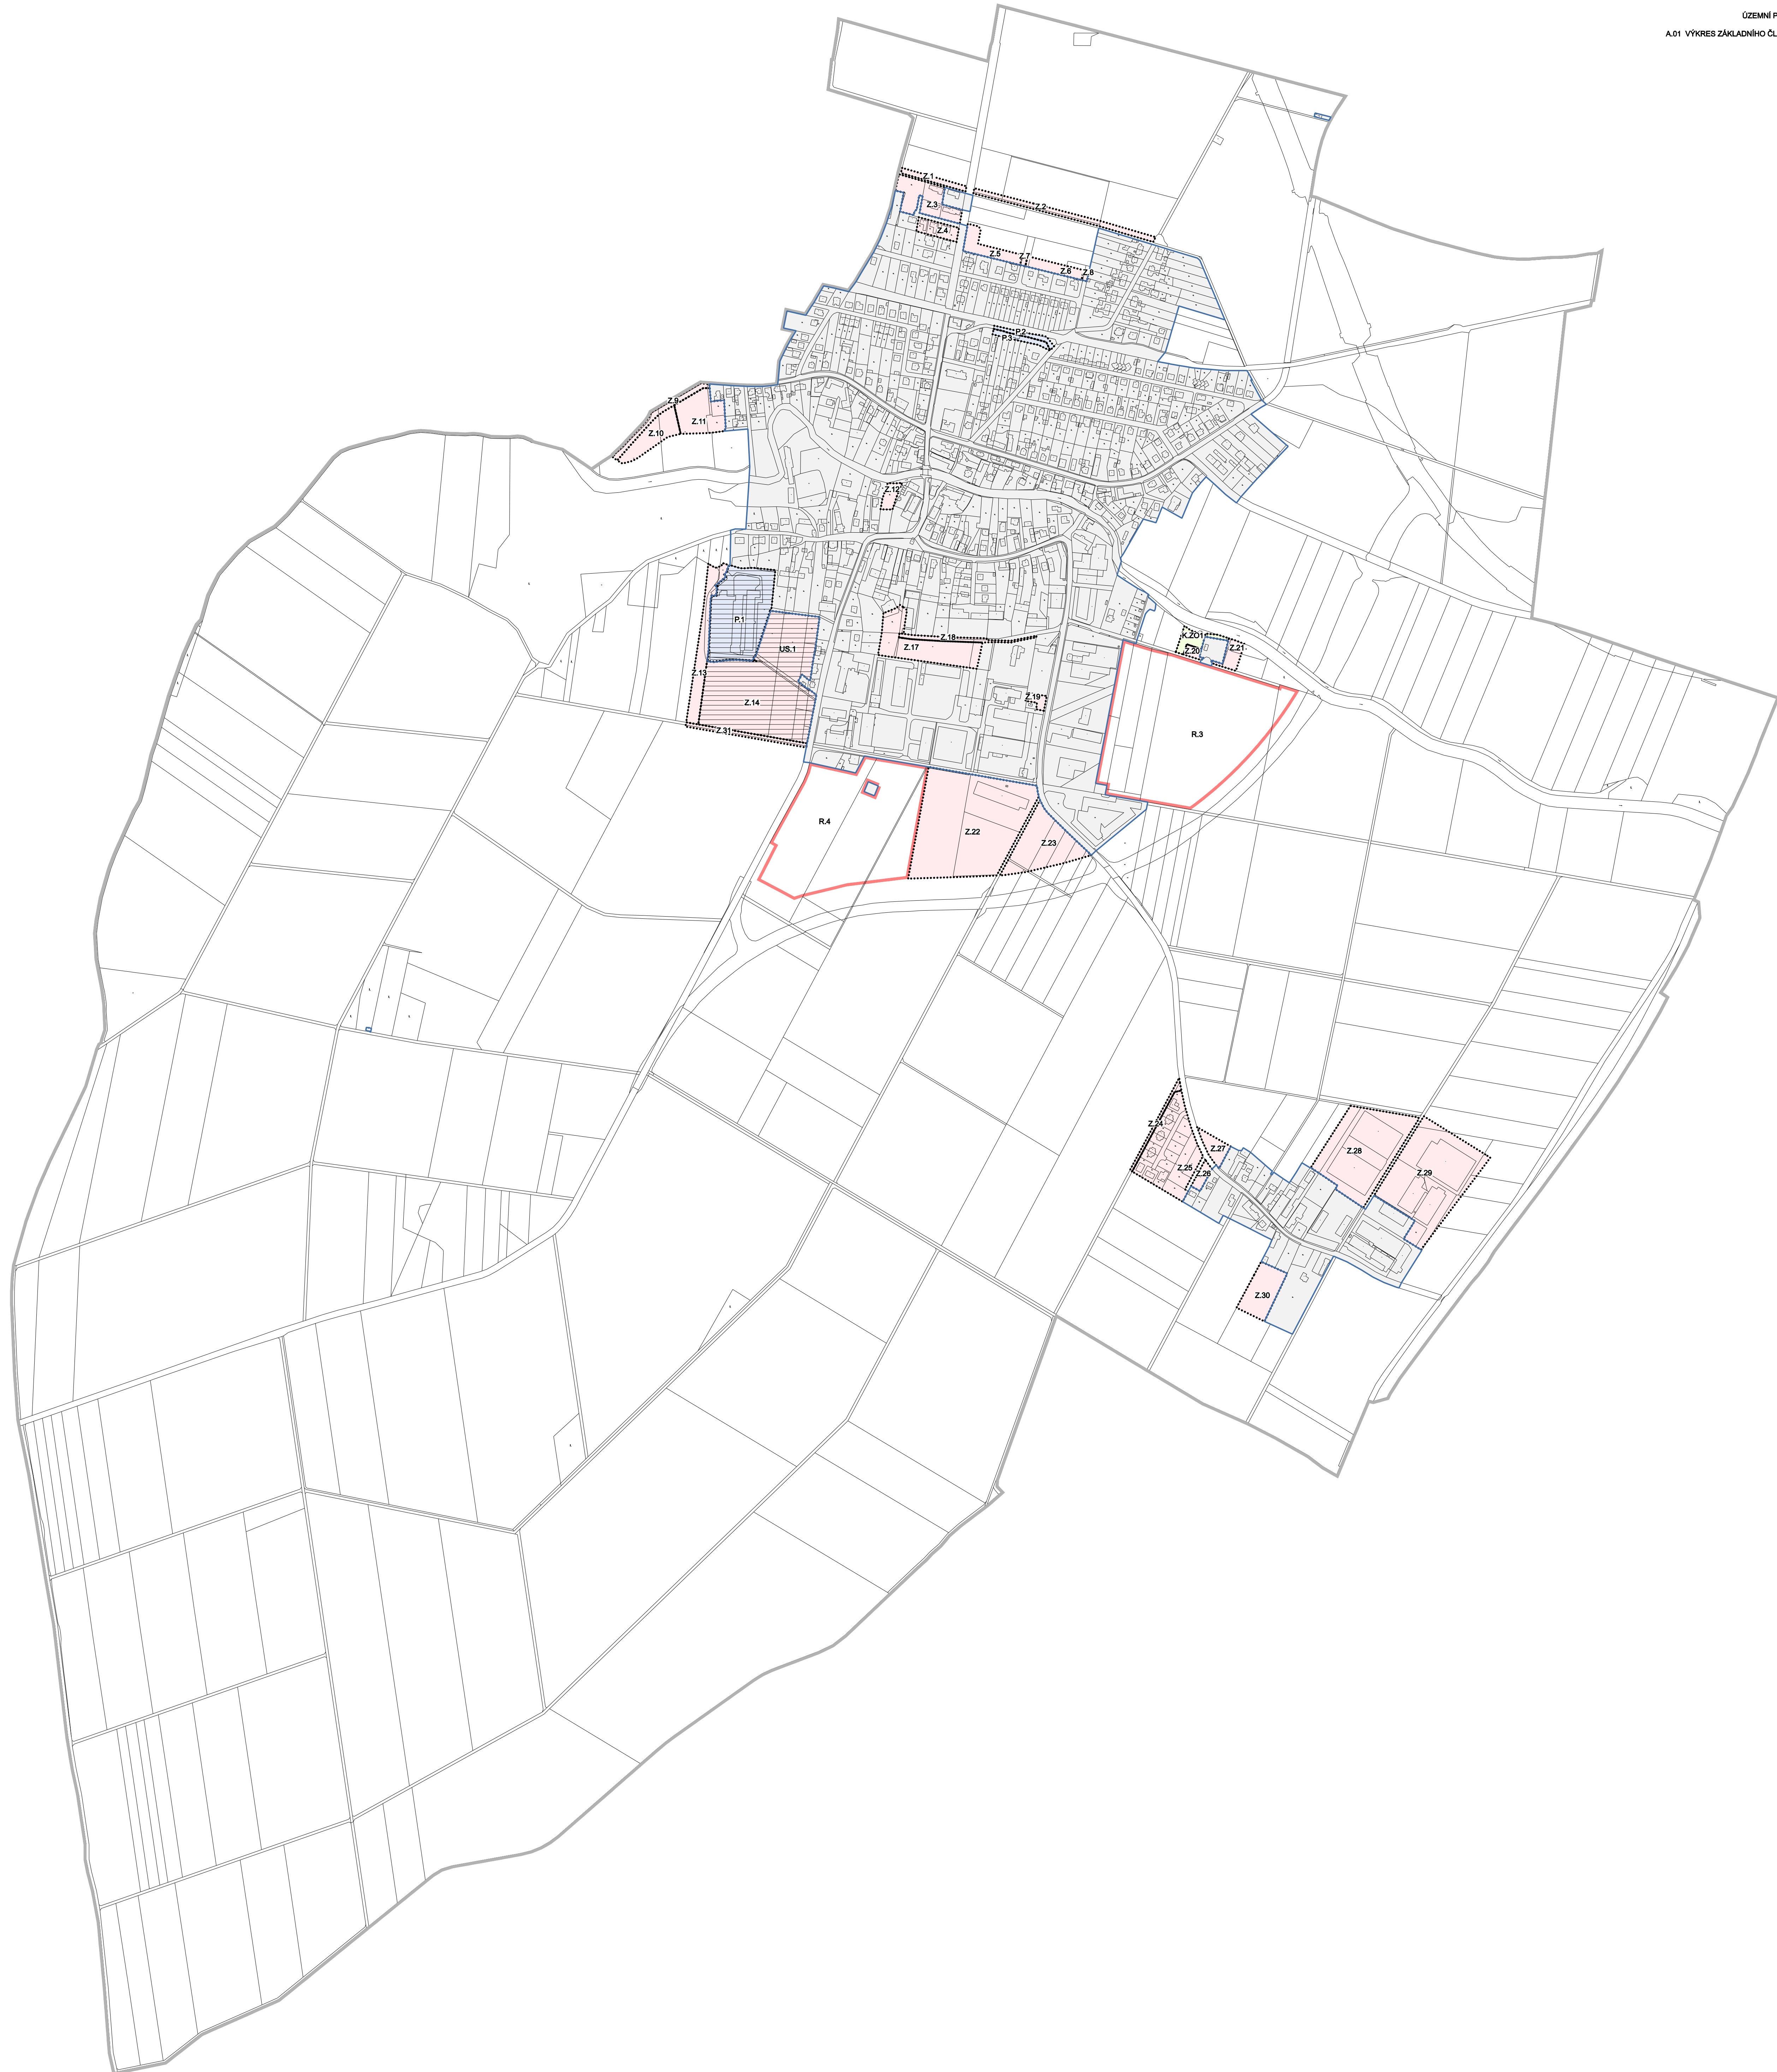 ÚZEMNÍ P
A.01 VÝKRES ZÁKLADNÍHO ČL
Z.1
Z.2
Z.3
Z.4
Z.5
Z.7
Z.6
Z.8
P.2
P.3
Z.9
Z.11
Z.10
Z.12
P.1
US.1
K.ZO1
Z.18
Z.17
Z.20
Z.21
Z.13
Z.14
Z.19
Z.31
R.3
R.4
Z.22
Z.23
Z.24
Z.27
Z.25
Z.26
Z.28
Z.29
Z.30